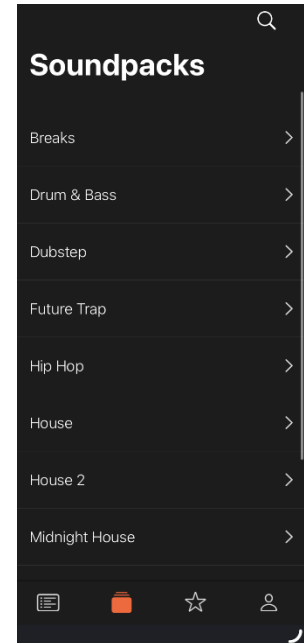 Soundpacks
Breaks
Drum & Bass
Dubstep
Future Trap
Hip Hop
House
House 2
Midnight House